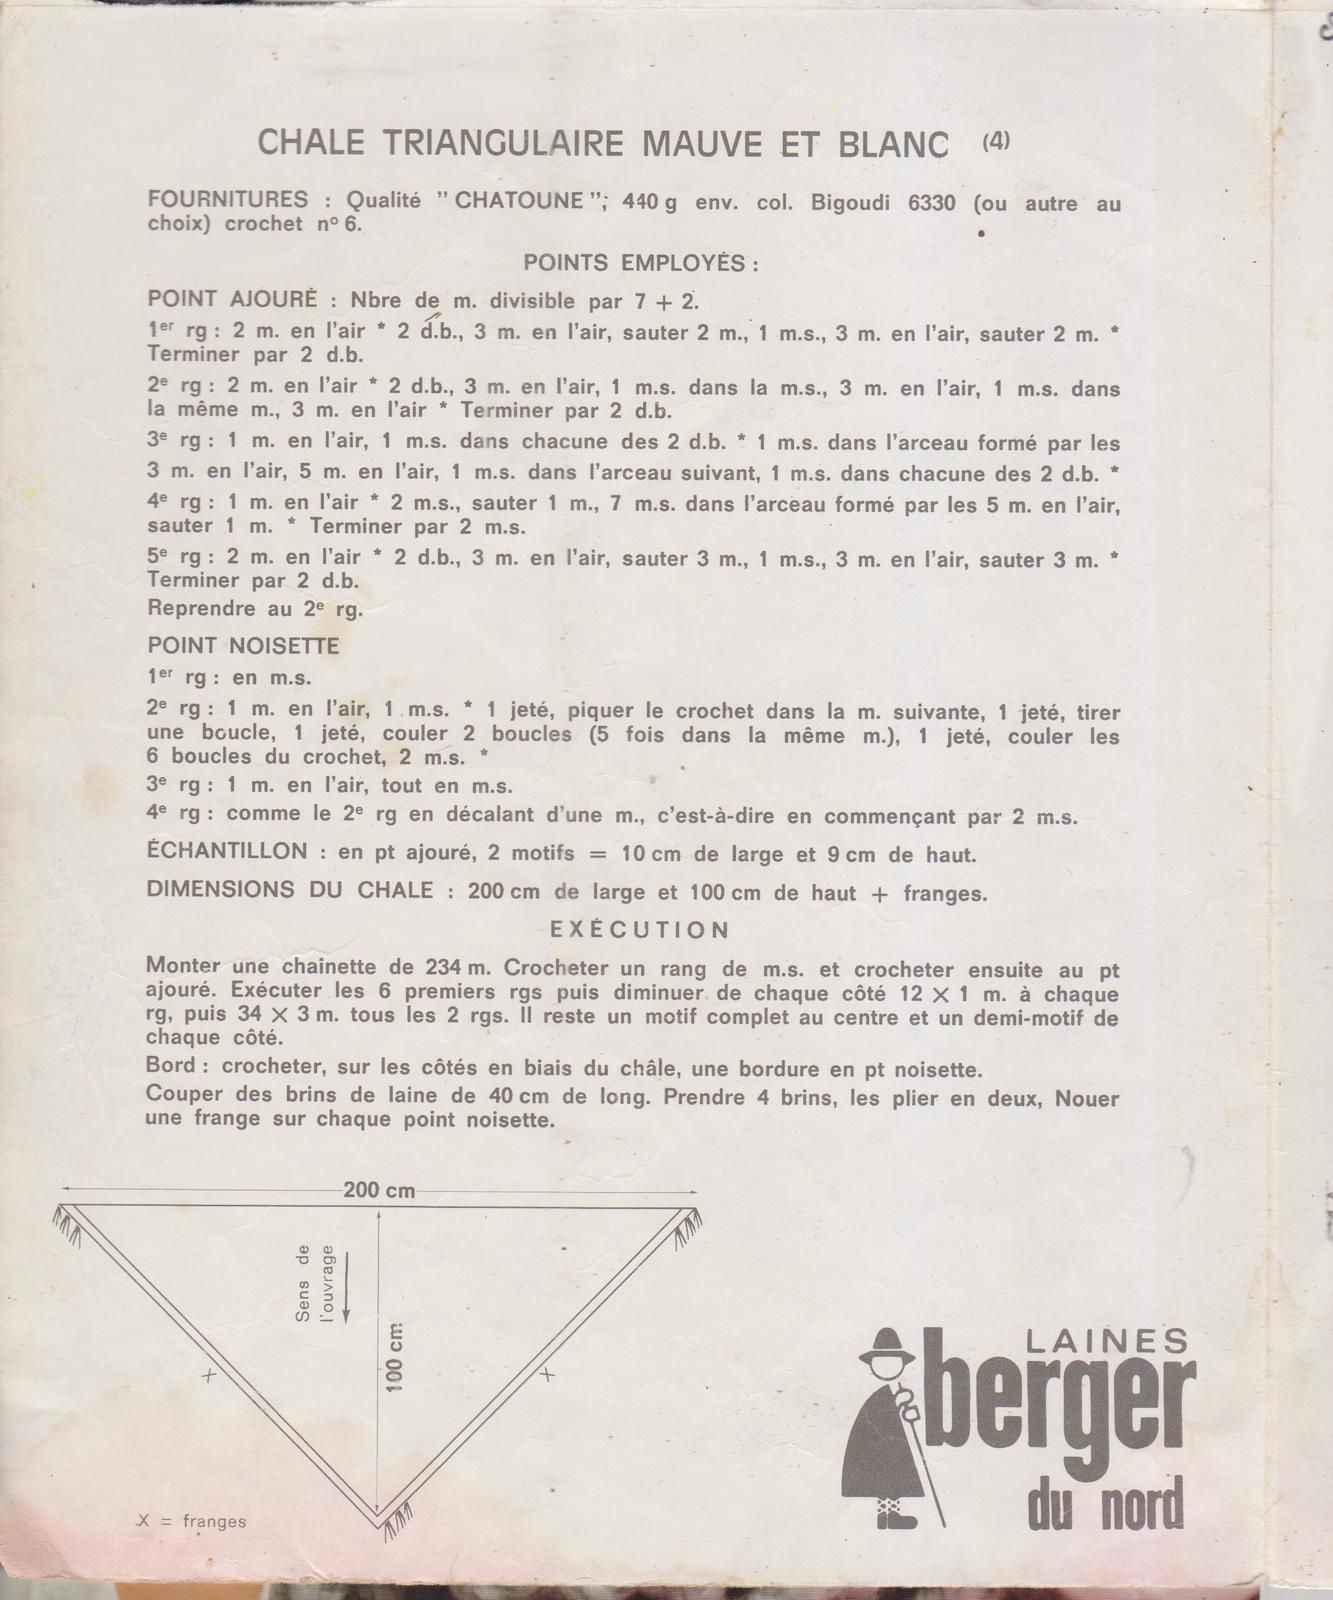 CHALE TRIANGULAIRE MAUVE ET BLANC (4)
FOURNITURES : Qualité " CHATOUNE "; 440 g env. col. Bigoudi 6330 (ou autre au
choix) crochet n° 6.
POINTS EMPLOYÉS :
POINT AJOURÉ : Nbre de m. divisible par 7 + 2.
1er rg : 2 m. en l'air * 2 d.b., 3 m. en l'air, sauter 2 m., 1 m.s., 3 m. en l'air, sauter 2 m. *
Terminer par 2 d.b.
2e rg : 2 m. en l'air * 2 d.b., 3 m. en l'air, 1 m.s. dans la m.s., 3 m. en l'air, 1 m.s. dans
la même m., 3 m. en l'air * Terminer par 2 d.b.
3e rg : 1 m. en l'air, 1 m.s. dans chacune des 2 d.b. * 1 m.s. dans l'arceau formé par les
3 m. en l'air, 5 m. en l'air, 1 m.s. dans l'arceau suivant, 1 m.s. dans chacune des 2 d.b. *
4e rg : 1 m. en l'air * 2 m.s., sauter 1 m., 7 m.s. dans l'arceau formé par les 5 m. en l'air,
sauter 1 m. * Terminer par 2 m.s.
5e rg : 2 m. en l'air * 2 d.b., 3 m. en l'air, sauter 3 m., 1 m.s., 3 m. en l'air, sauter 3 m. *
Terminer par 2 d.b.
Reprendre au 2e rg.
POINT NOISETTE
1er rg : en m.s.
2e rg : 1 m. en l'air, 1 m.s. * 1 jeté, piquer le crochet dans la m. suivante, 1 jeté, tirer
une boucle, 1 jeté, couler 2 boucles (5 fois dans la même m.), 1 jeté, couler les
6 boucles du crochet, 2 m.s. *
3e rg : 1 m. en l'air, tout en m.s.
4e rg : comme le 2e rg en décalant d'une m., c'est-à-dire en commençant par 2 m.s.
ÉCHANTILLON : en pt ajouré, 2 motifs = 10 cm de large et 9 cm de haut.
DIMENSIONS DU CHALE : 200 cm de large et 100 cm de haut + franges.
EXÉCUTION
Monter une chaînette de 234 m. Crocheter un rang de m.s. et crocheter ensuite au pt
ajouré. Exécuter les 6 premiers rgs puis diminuer de chaque côté 12 X 1 m. à chaque
rg, puis 34 X 3 m. tous les 2 rgs. Il reste un motif complet au centre et un demi-motif de
chaque côté.
Bord : crocheter, sur les côtés en biais du châle, une bordure en pt noisette.
Couper des brins de laine de 40 cm de long. Prendre 4 brins, les plier en deux, Nouer
une frange sur chaque point noisette.
200 cm
Sens de
l'ouvrage
100 cm
X
X
X = franges
LAINES
berger
du nord